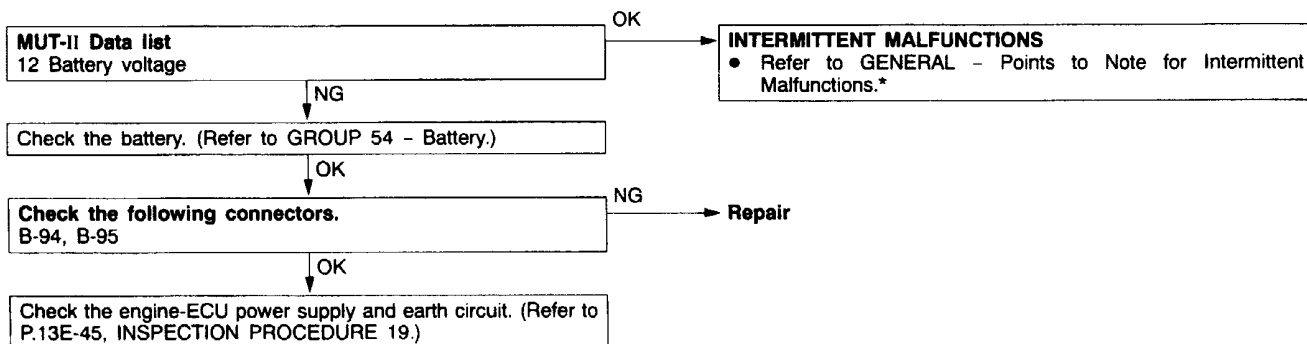 MUT-II Data list
12 Battery voltage
OK
INTERMITTENT MALFUNCTIONS
● Refer to GENERAL – Points to Note for Intermittent
Malfunctions.*
NG
Check the battery. (Refer to GROUP 54 – Battery.)
OK
Check the following connectors.
B-94, B-95
NG
Repair
OK
Check the engine-ECU power supply and earth circuit. (Refer to
P.13E-45, INSPECTION PROCEDURE 19.)